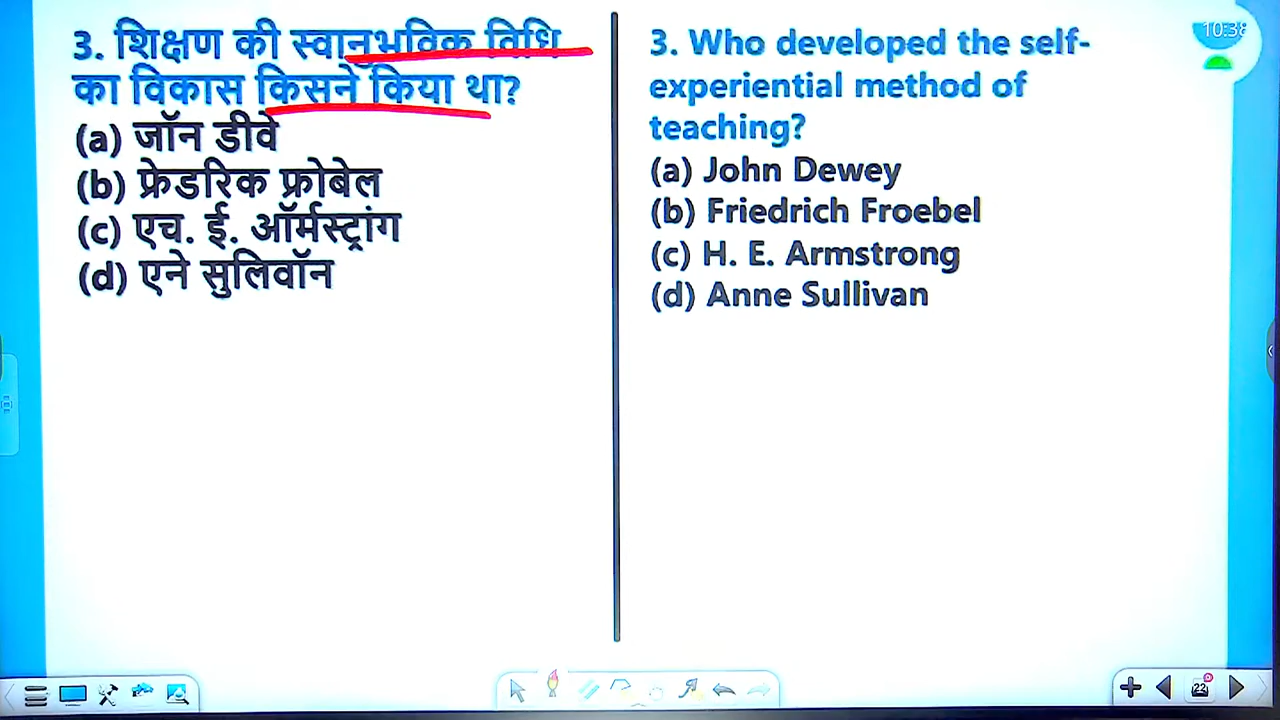 3. शिक्षण की स्वानुभविक विधि
का विकास किसने किया था?
(a) जॉन डीवे
(b) फ्रेडरिक फ्रोबेल
(c) एच. ई. ऑर्मस्ट्रांग
(d) एने सुलिवॉन
3. Who developed the self-
experiential method of
teaching?
(a) John Dewey
(b) Friedrich Froebel
(c) H. E. Armstrong
(d) Anne Sullivan
10:38
22